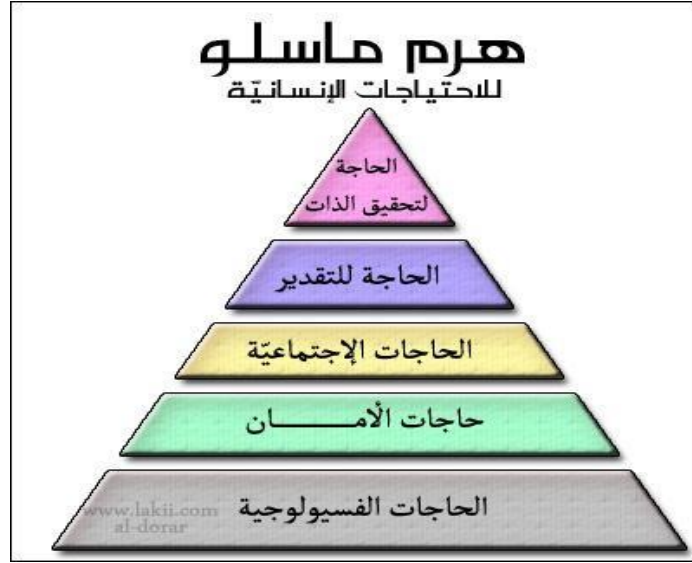 هرم ماسلو
للاحتياجات الإنسانيّة
الحاجة
لتحقيق الذات
الحاجة للتقدير
الحاجات الإجتماعيّة
حاجات الأمـــــــان
الحاجات الفسيولوجية
www.lakii.com
al-dorar